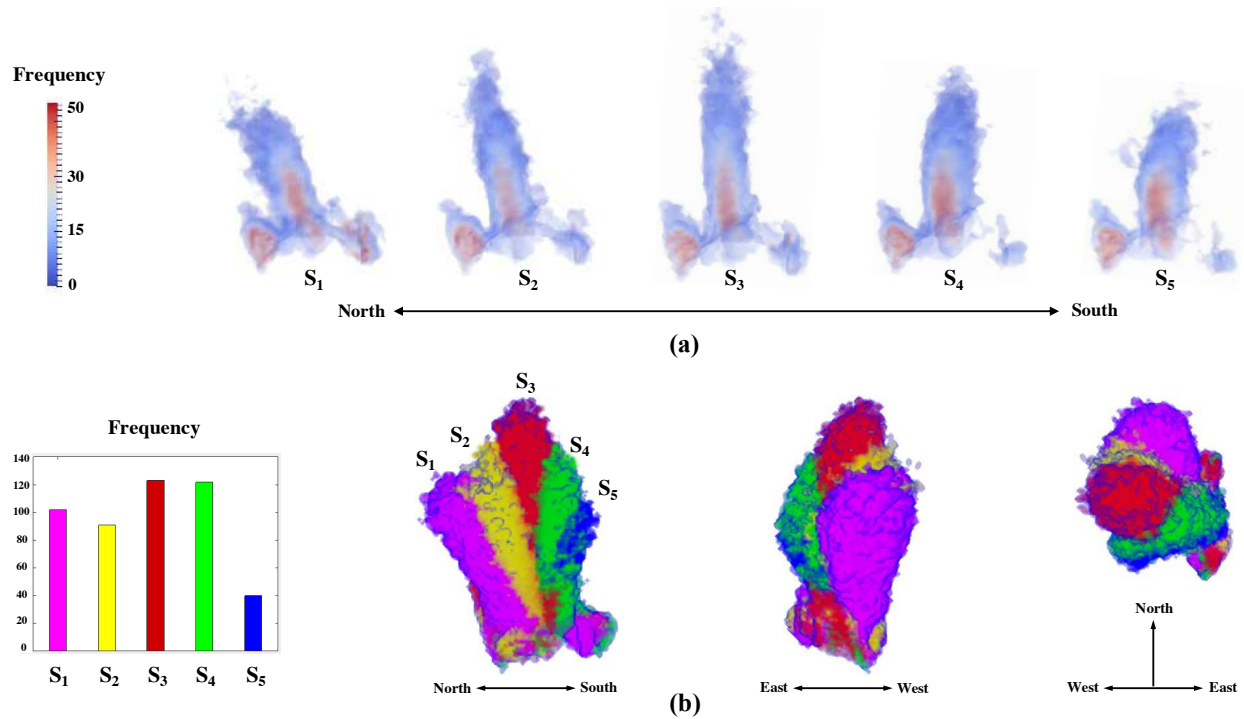 Frequency
50
30
15
0
S1 S2 S3 S4 S5
North South
(a)
Frequency
140
120
100
80
60
40
20
0
S1 S2 S3 S4 S5
S1
S2
S3
S4
S5
North South
East West
North
West East
(b)